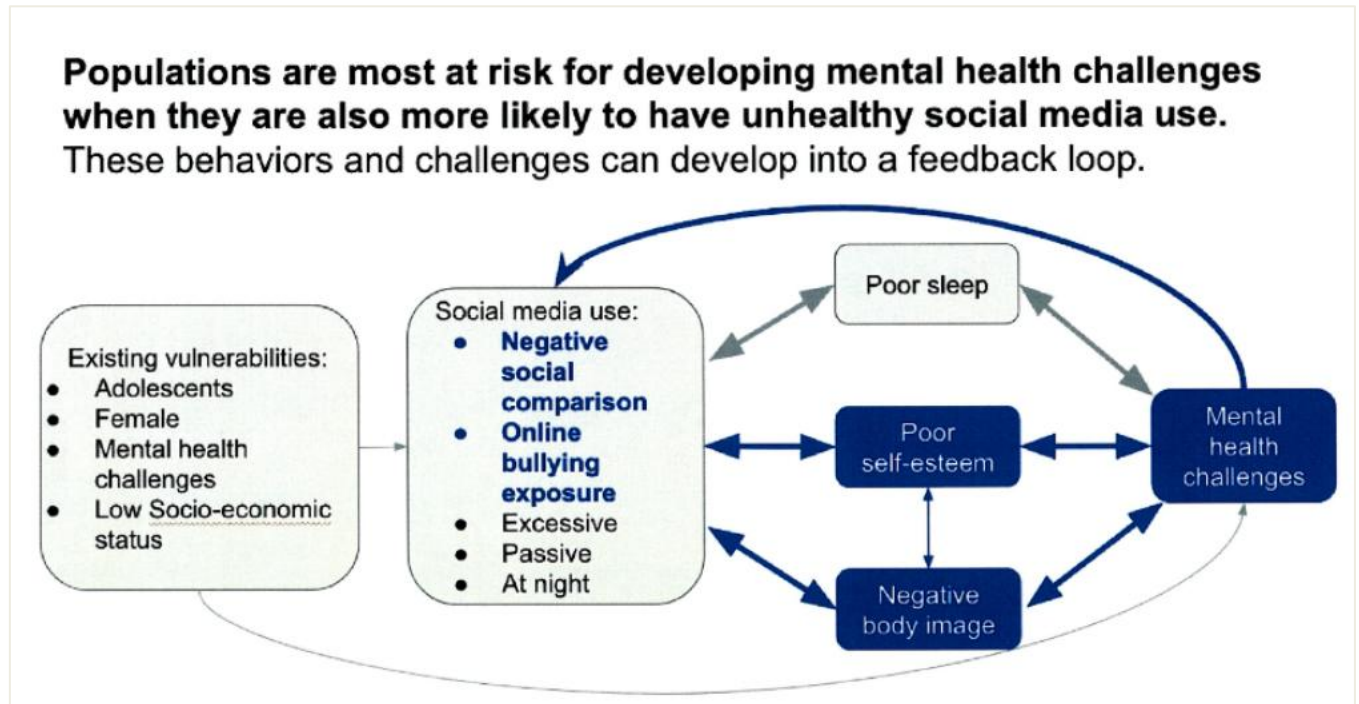 Populations are most at risk for developing mental health challenges
when they are also more likely to have unhealthy social media use.
These behaviors and challenges can develop into a feedback loop.
Existing vulnerabilities:
● Adolescents
● Female
● Mental health
challenges
● Low Socio-economic
status
Social media use:
● Negative
social
comparison
● Online
bullying
exposure
● Excessive
● Passive
● At night
Poor sleep
Poor
self-esteem
Negative
body image
Mental
health
challenges